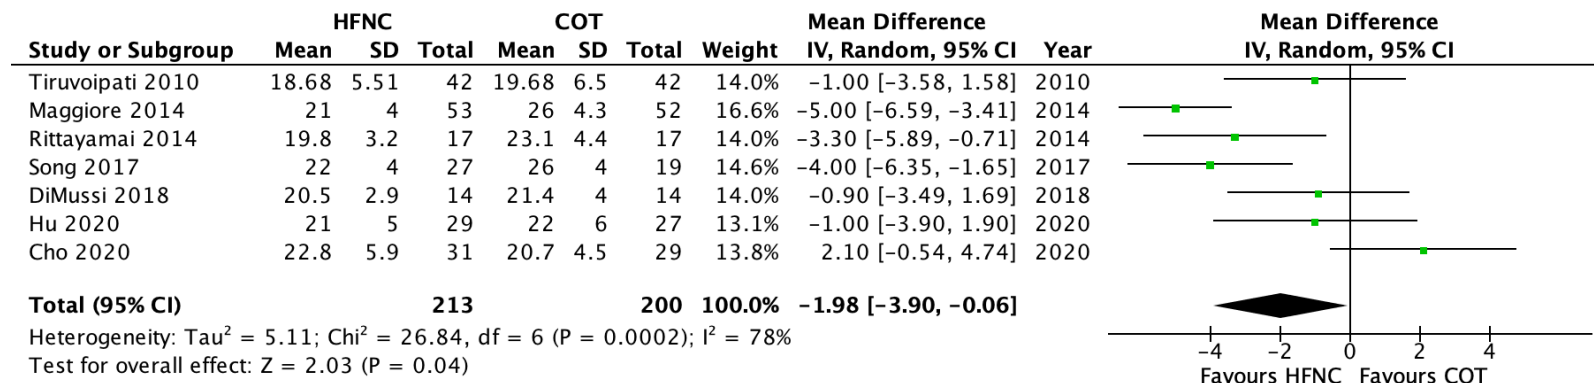 HFNC COT Mean Difference Mean Difference
Study or Subgroup Mean SD Total Mean SD Total Weight IV, Random, 95% CI Year IV, Random, 95% CI
Tiruvoipati 2010 18.68 5.51 42 19.68 6.5 42 14.0% −1.00 [−3.58, 1.58] 2010
Maggiore 2014 21 4 53 26 4.3 52 16.6% −5.00 [−6.59, −3.41] 2014
Rittayamai 2014 19.8 3.2 17 23.1 4.4 17 14.0% −3.30 [−5.89, −0.71] 2014
Song 2017 22 4 27 26 4 19 14.6% −4.00 [−6.35, −1.65] 2017
DiMussi 2018 20.5 2.9 14 21.4 4 14 14.0% −0.90 [−3.49, 1.69] 2018
Hu 2020 21 5 29 22 6 27 13.1% −1.00 [−3.90, 1.90] 2020
Cho 2020 22.8 5.9 31 20.7 4.5 29 13.8% 2.10 [−0.54, 4.74] 2020
Total (95% CI) 213 200 100.0% −1.98 [−3.90, −0.06]
Heterogeneity: Tau² = 5.11; Chi² = 26.84, df = 6 (P = 0.0002); I² = 78%
Test for overall effect: Z = 2.03 (P = 0.04)
−4 −2 0 2 4
Favours HFNC Favours COT